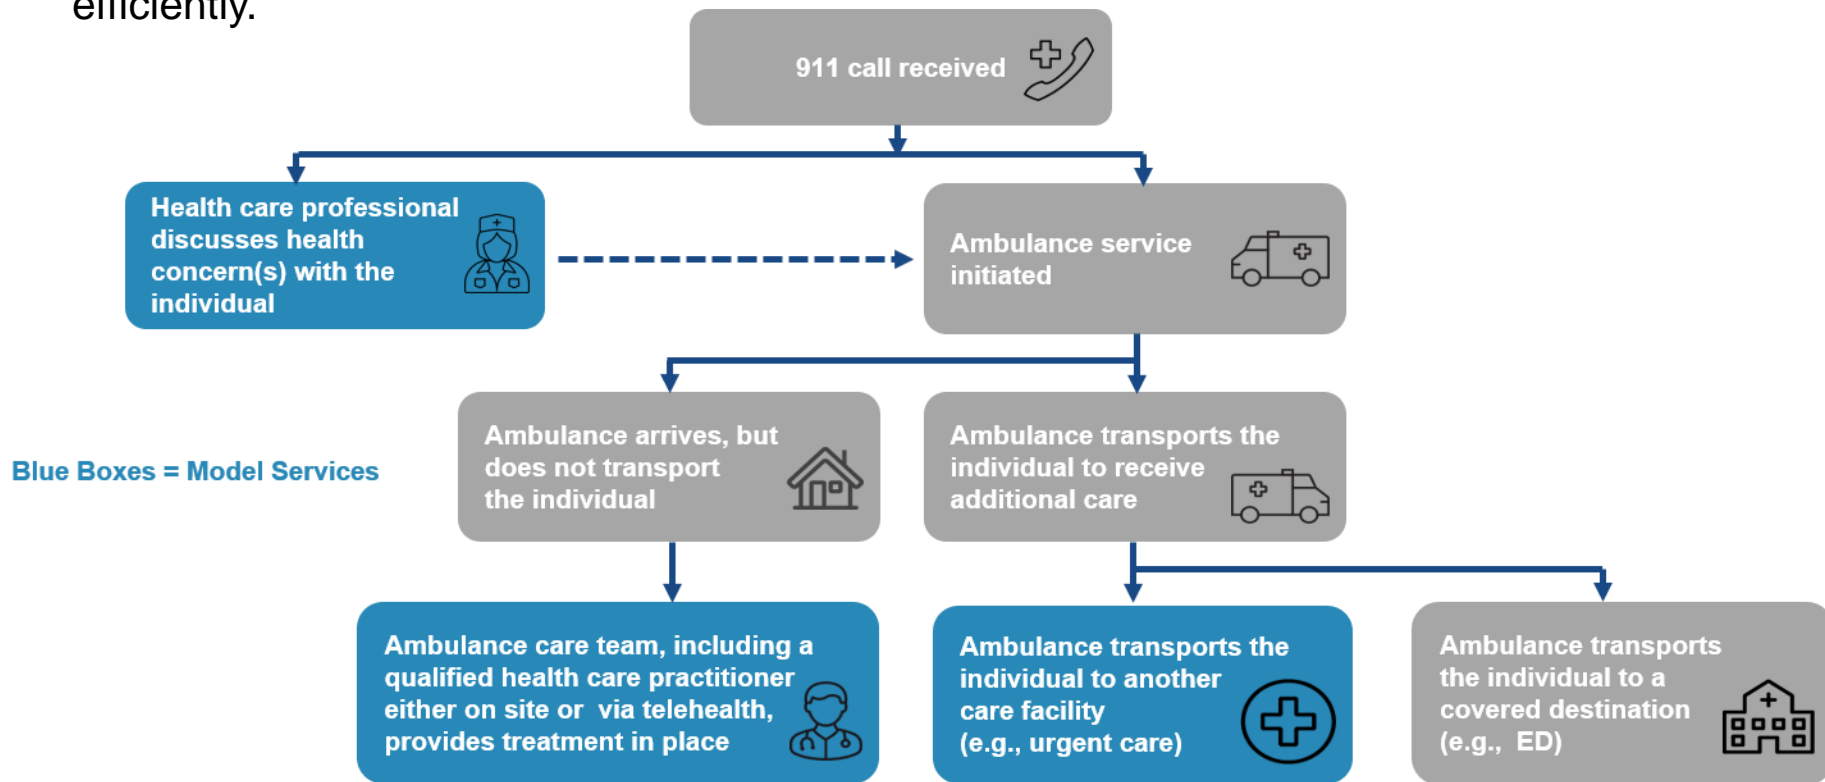 efficiently.
911 call received
Health care professional
discusses health
concern(s) with the
individual
Ambulance service
initiated
Ambulance arrives, but
does not transport
the individual
Ambulance transports the
individual to receive
additional care
Blue Boxes = Model Services
Ambulance care team, including a
qualified health care practitioner
either on site or via telehealth,
provides treatment in place
Ambulance transports the
individual to another
care facility
(e.g., urgent care)
Ambulance transports
the individual to a
covered destination
(e.g., ED)